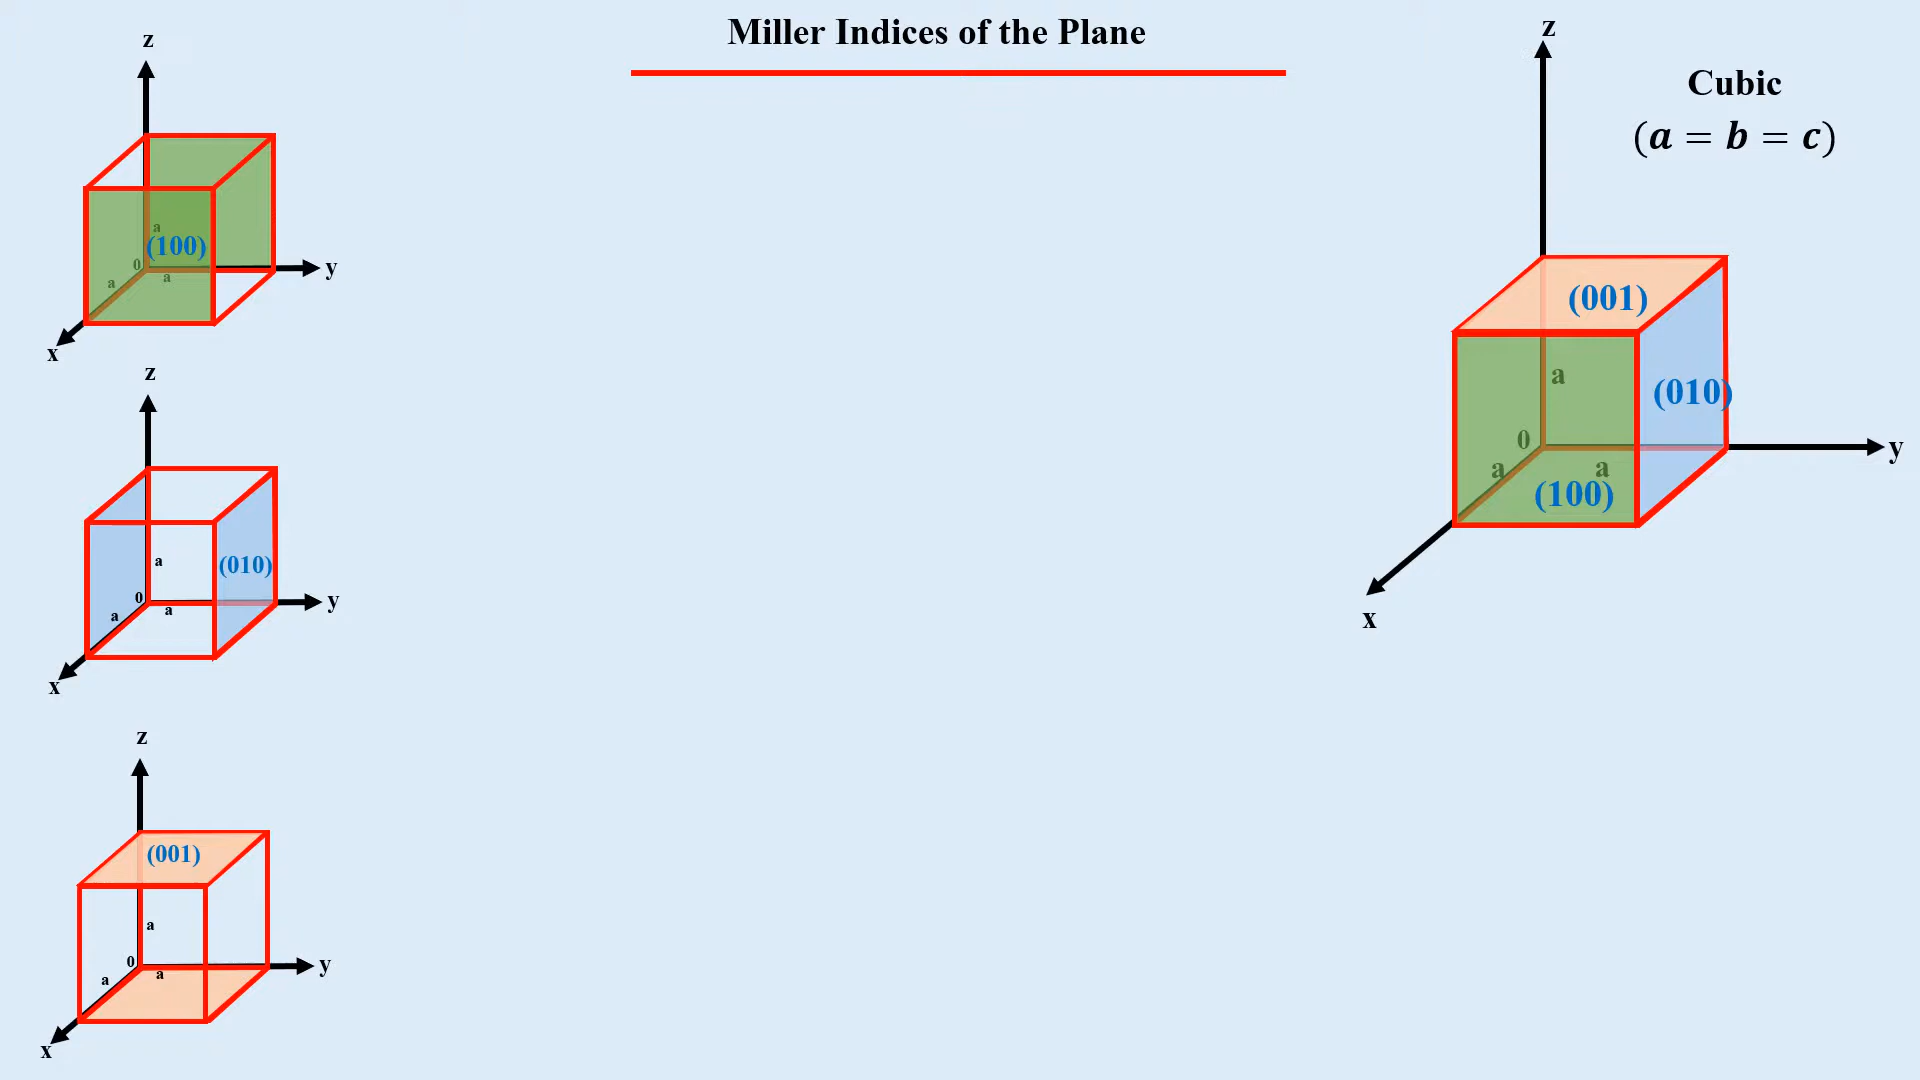 Miller Indices of the Plane
z
a
(100)
0
a
a
y
x
z
a
(010)
0
a
a
y
x
z
(001)
a
0
a
a
y
x
z
Cubic
(a = b = c)
(001)
a
(010)
0
a
a
y
(100)
x